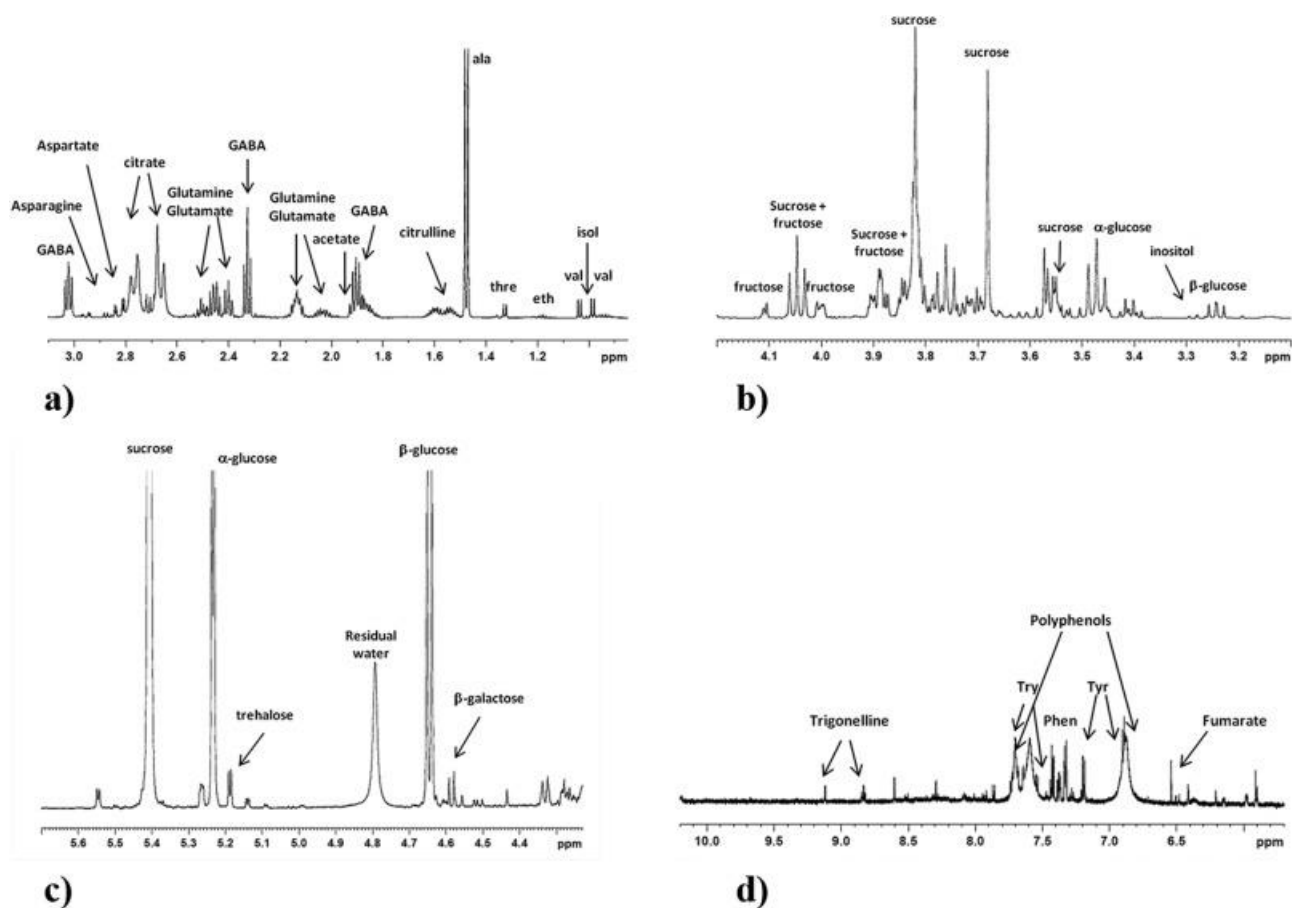 ala
GABA
Aspartate
citrate
Glutamine
Glutamate
Glutamine
Glutamate
GABA
Asparagine
acetate
citrulline
isol
GABA
thre
eth
val
val
3.0 2.6 2.4 2.2 2.0 1.8 1.6 1.4 1.2 ppm
a)
sucrose
sucrose
Sucrose +
fructose
Sucrose +
fructose
sucrose
α-glucose
inositol
fructose
fructose
β-glucose
4.1 4.0 3.9 3.8 3.7 3.6 3.5 3.4 3.3 3.2 ppm
b)
sucrose
α-glucose
β-glucose
Residual
water
trehalose
β-galactose
5.6 5.5 5.4 5.3 5.2 5.1 5.0 4.8 4.7 4.6 4.4 4.4 ppm
c)
Polyphenols
Try
Tyr
Trigonelline
Phen
Fumarate
10.0 9.5 9.0 8.5 8.0 7.5 7.0 6.5 ppm
d)